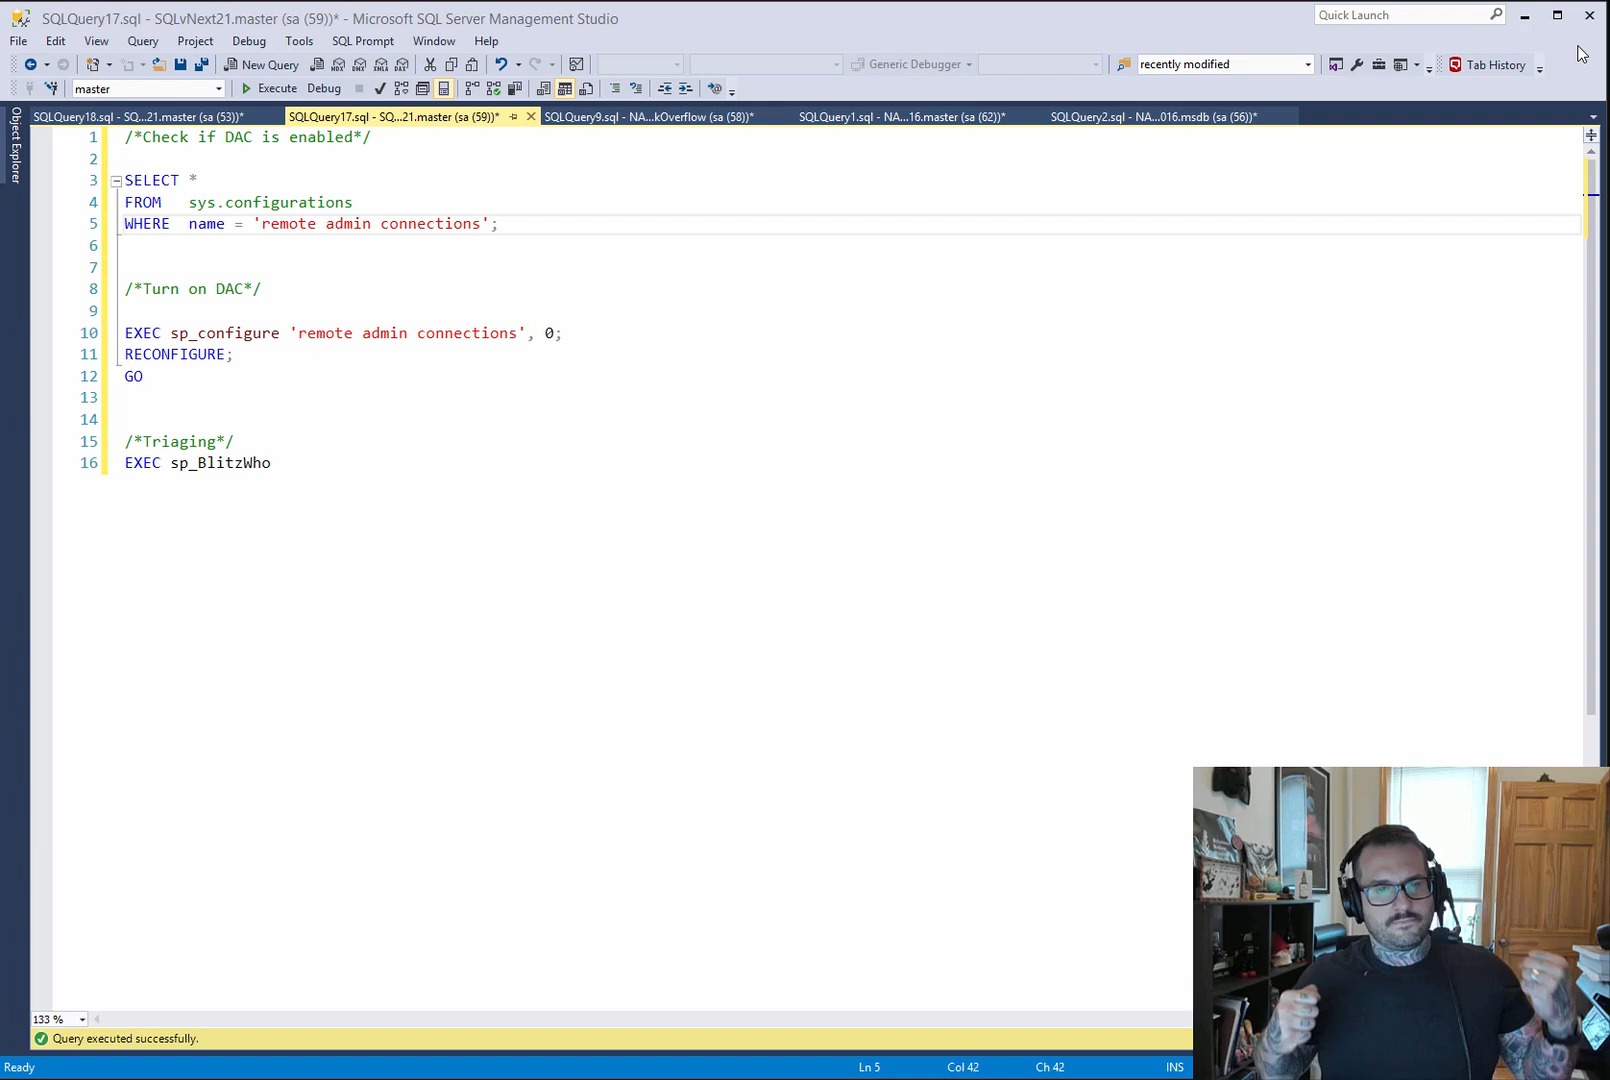 SQLQuery17.sql - SQLvNext21.master (sa (59))* - Microsoft SQL Server Management Studio
Quick Launch
File Edit View Query Project Debug Tools SQL Prompt Window Help
New Query
Generic Debugger
recently modified
Tab History
master
Execute Debug
SQLQuery18.sql - SQ...21.master (sa (53))*
SQLQuery17.sql - SQ...21.master (sa (59))*
SQLQuery9.sql - NA...kOverflow (sa (58))*
SQLQuery1.sql - NA...16.master (sa (62))*
SQLQuery2.sql - NA...016.msdb (sa (56))*
Object Explorer
1 /*Check if DAC is enabled*/
2
3 SELECT *
4 FROM sys.configurations
5 WHERE name = 'remote admin connections';
6
7
8 /*Turn on DAC*/
9
10 EXEC sp_configure 'remote admin connections', 0;
11 RECONFIGURE;
12 GO
13
14
15 /*Triaging*/
16 EXEC sp_BlitzWho
133 %
Query executed successfully.
Ready
Ln 5
Col 42
Ch 42
INS